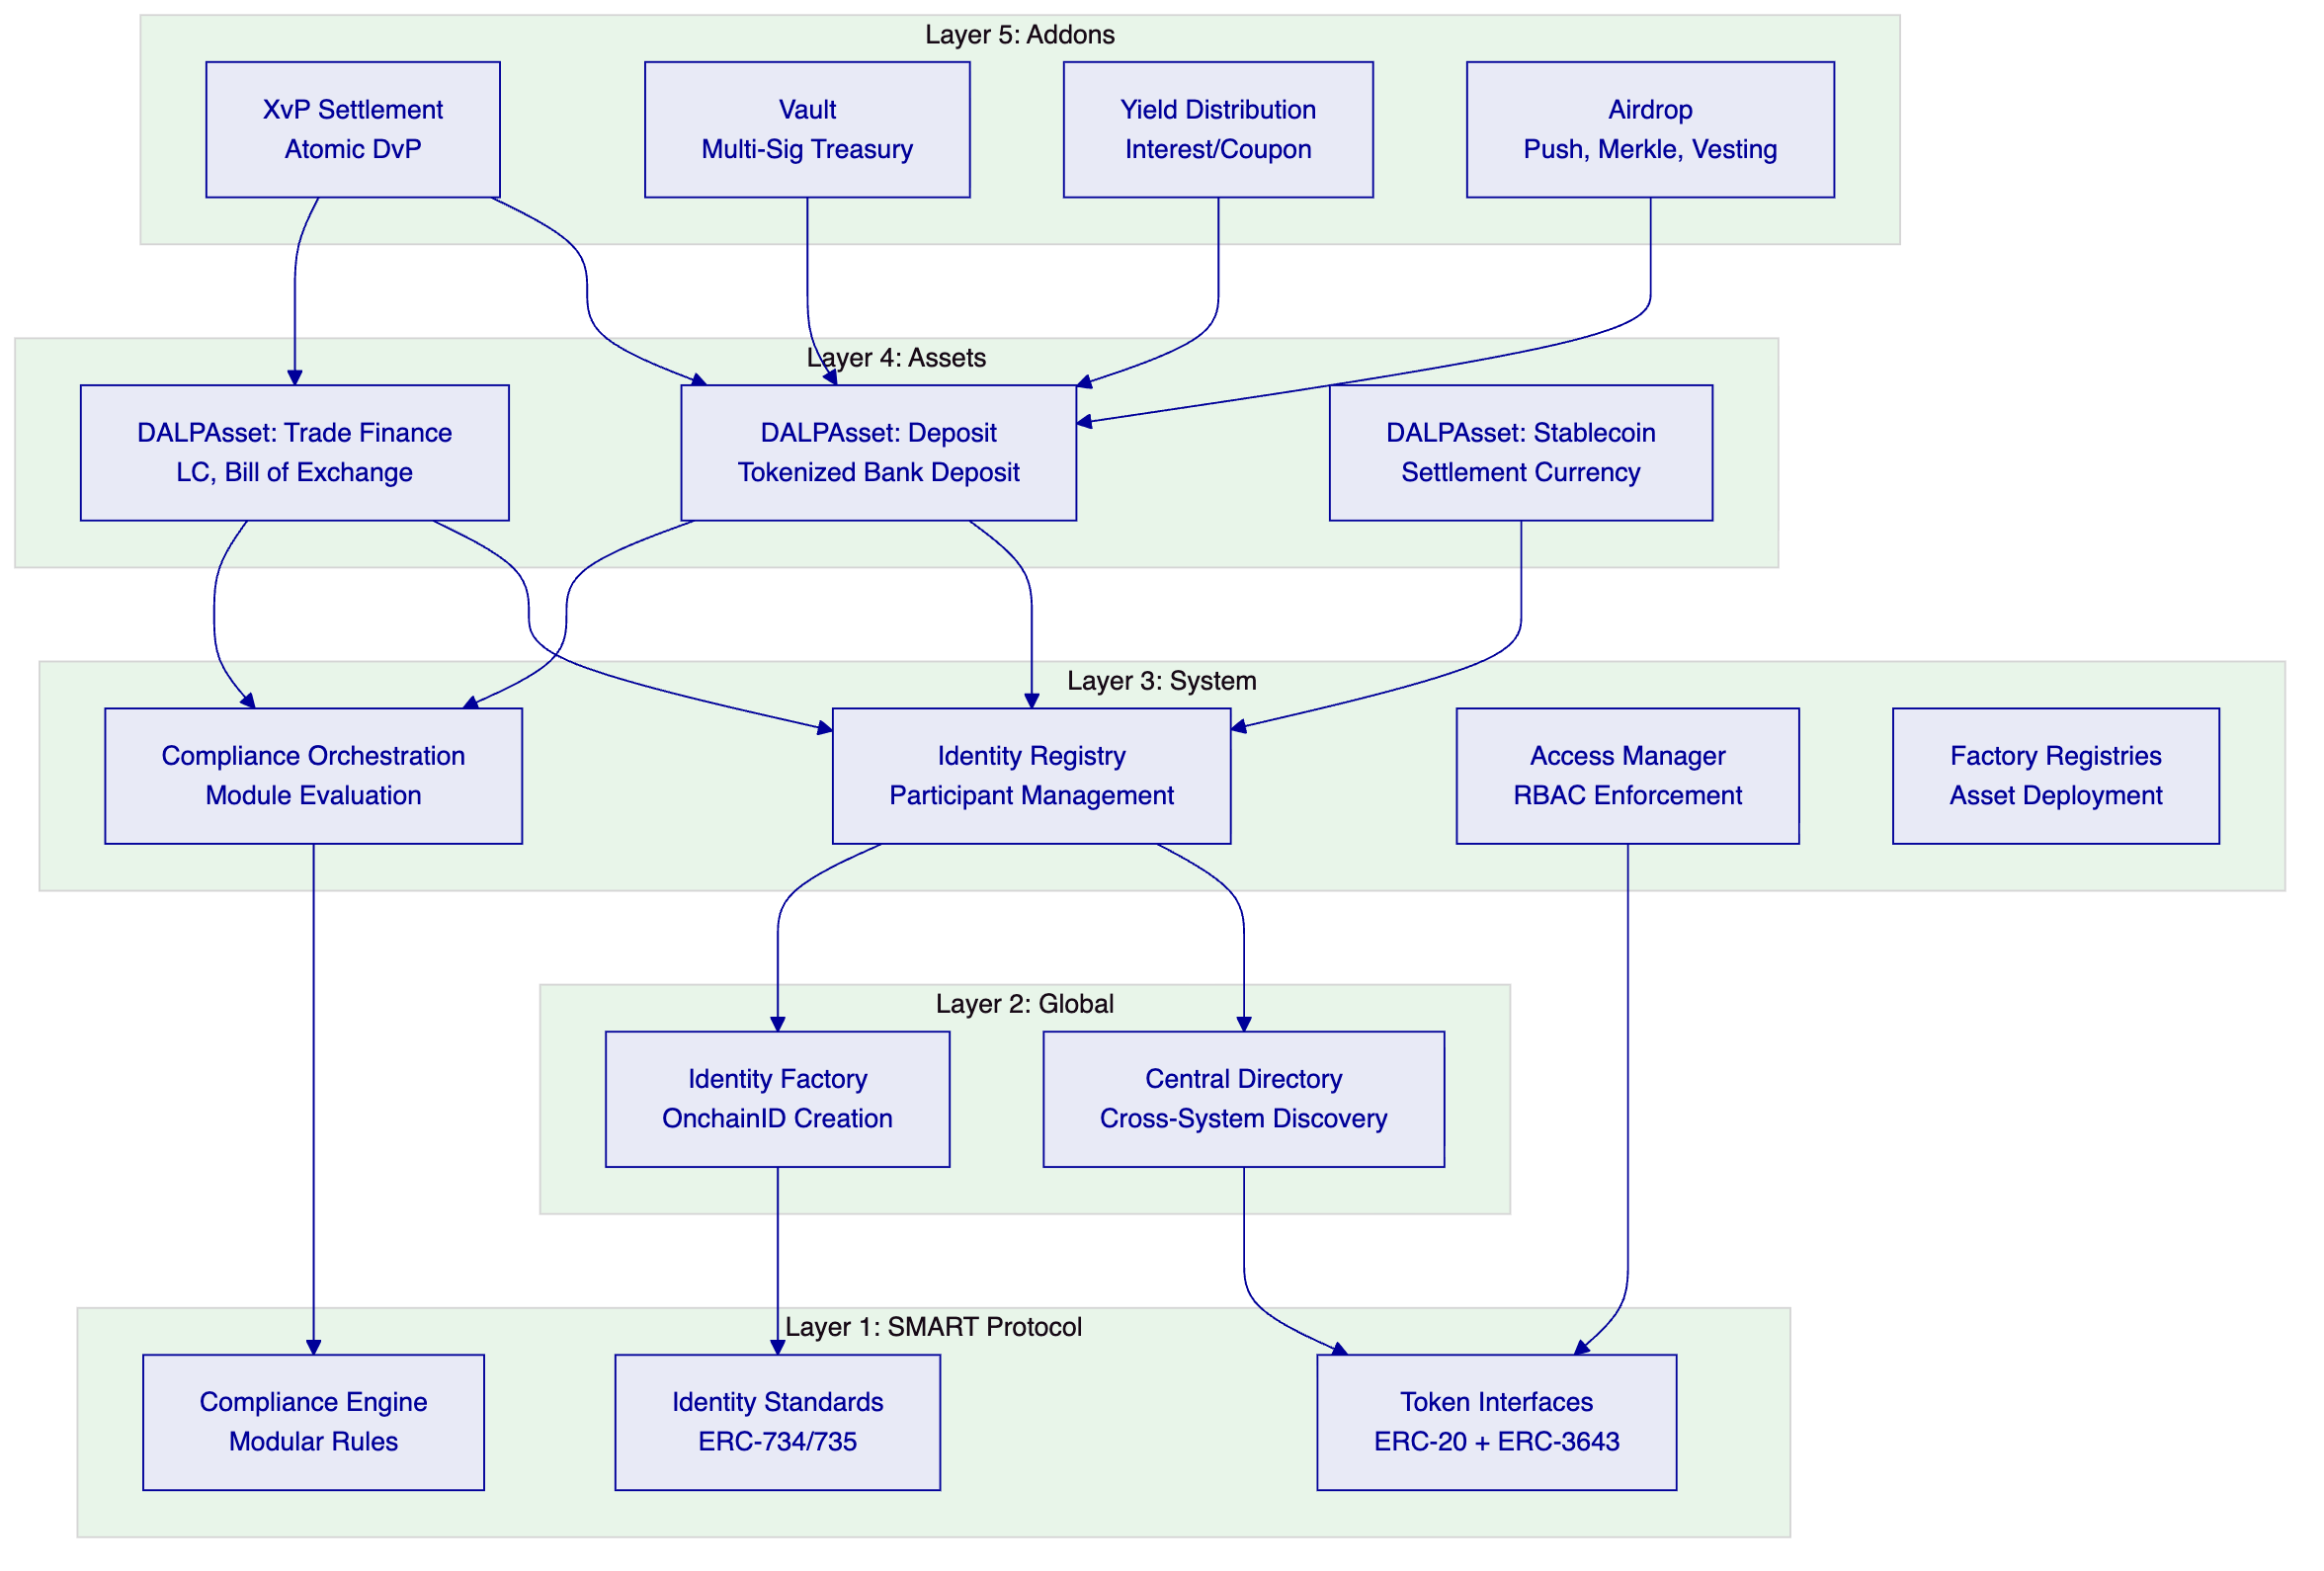 Layer 5: Addons
XvP Settlement
Atomic DvP
Vault
Multi-Sig Treasury
Yield Distribution
Interest/Coupon
Airdrop
Push, Merkle, Vesting
Layer 4: Assets
DALPAsset: Trade Finance
LC, Bill of Exchange
DALPAsset: Deposit
Tokenized Bank Deposit
DALPAsset: Stablecoin
Settlement Currency
Layer 3: System
Compliance Orchestration
Module Evaluation
Identity Registry
Participant Management
Access Manager
RBAC Enforcement
Factory Registries
Asset Deployment
Layer 2: Global
Identity Factory
OnchainID Creation
Central Directory
Cross-System Discovery
Layer 1: SMART Protocol
Compliance Engine
Modular Rules
Identity Standards
ERC-734/735
Token Interfaces
ERC-20 + ERC-3643